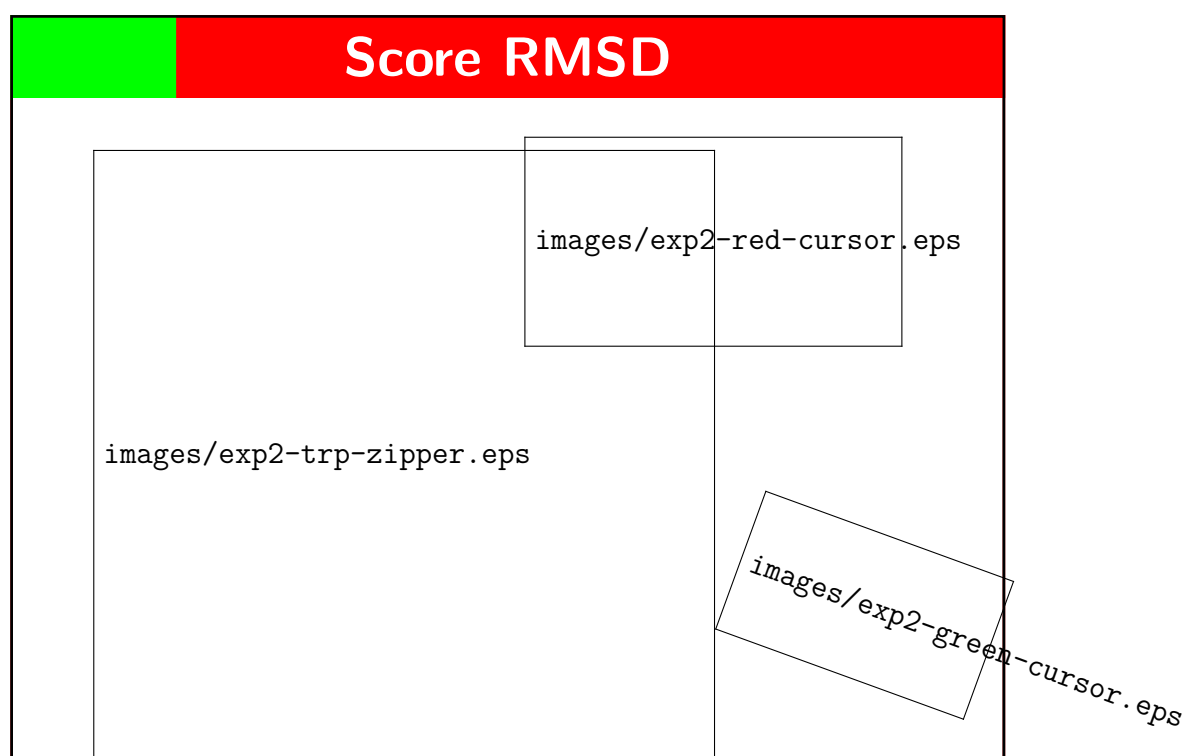 Score RMSD
images/exp2-red-cursor.eps
images/exp2-trp-zipper.eps
images/exp2-green-cursor.eps